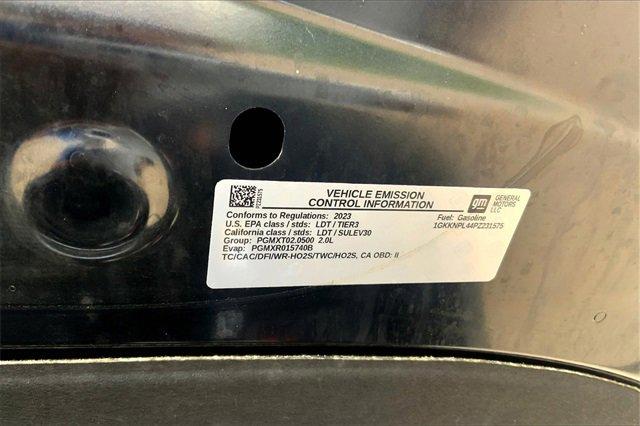 VEHICLE EMISSION
CONTROL INFORMATION
gm GENERAL MOTORS LLC
PZ231575
Conforms to Regulations: 2023
Fuel: Gasoline
U.S. EPA class / stds: LDT / TIER3
1GKKNPL44PZ231575
California class / stds: LDT / SULEV30
Group: PGMXT02.0500 2.0L
Evap: PGMXR015740B
TC/CAC/DFI/WR-HO2S/TWC/HO2S, CA OBD: II